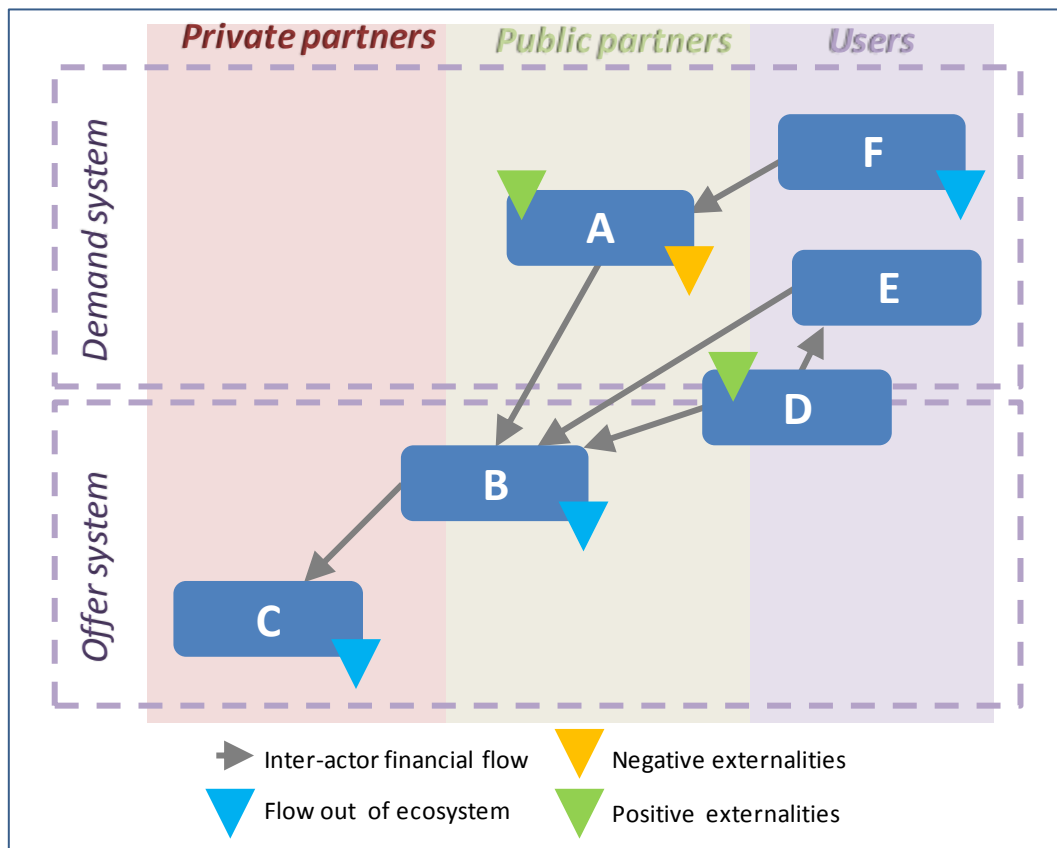 Private partners
Public partners
Users
Demand system
Offer system
F
A
E
D
B
C
Inter-actor financial flow
Negative externalities
Flow out of ecosystem
Positive externalities